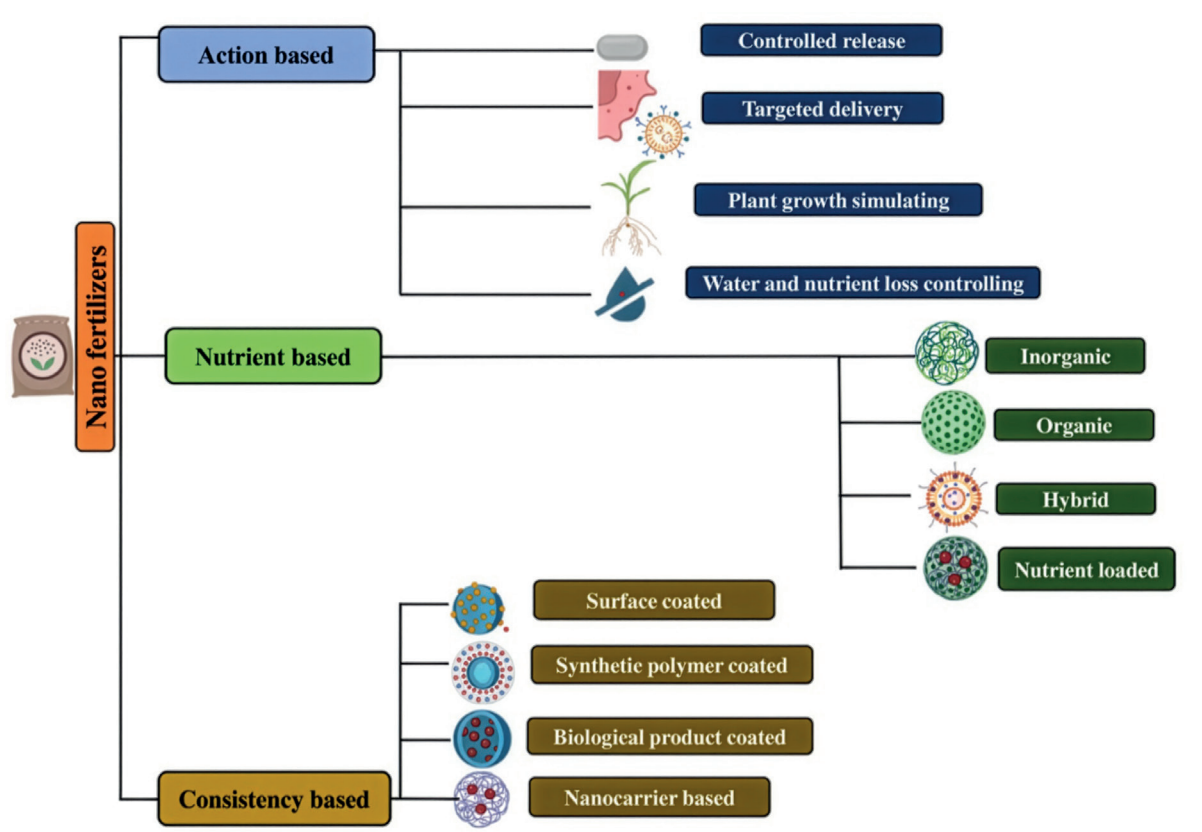 Nano fertilizers
Action based
Controlled release
Targeted delivery
Plant growth simulating
Water and nutrient loss controlling
Nutrient based
Inorganic
Organic
Hybrid
Nutrient loaded
Consistency based
Surface coated
Synthetic polymer coated
Biological product coated
Nanocarrier based